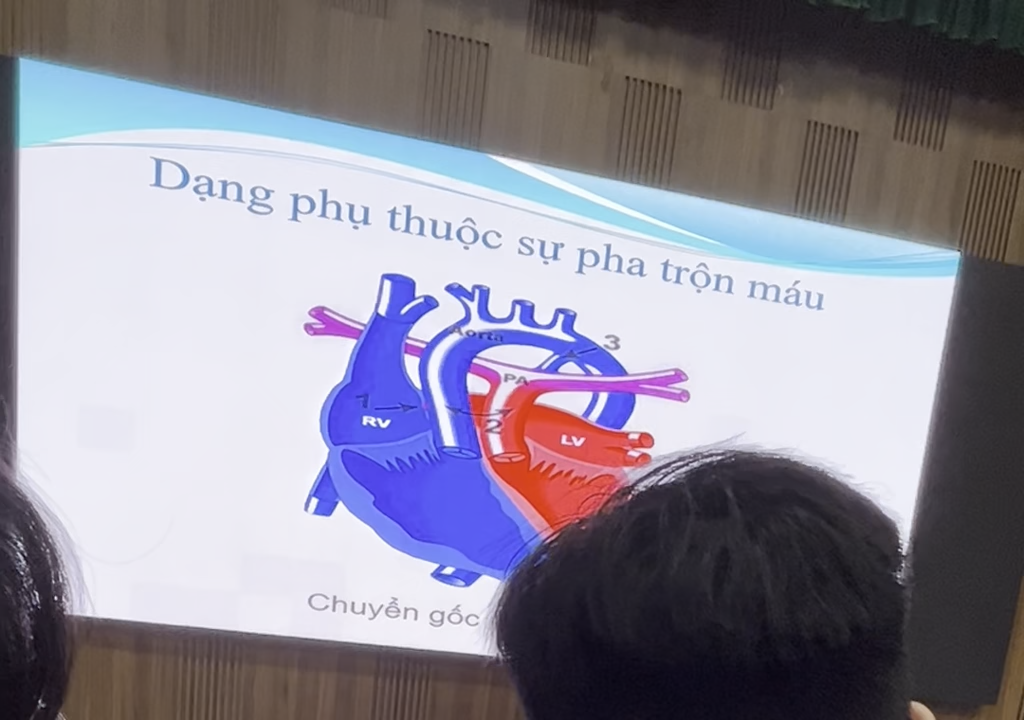 Dạng phụ thuộc sự pha trộn máu
Aorta
3
PA
1
RV
2
LV
Chuyển gốc